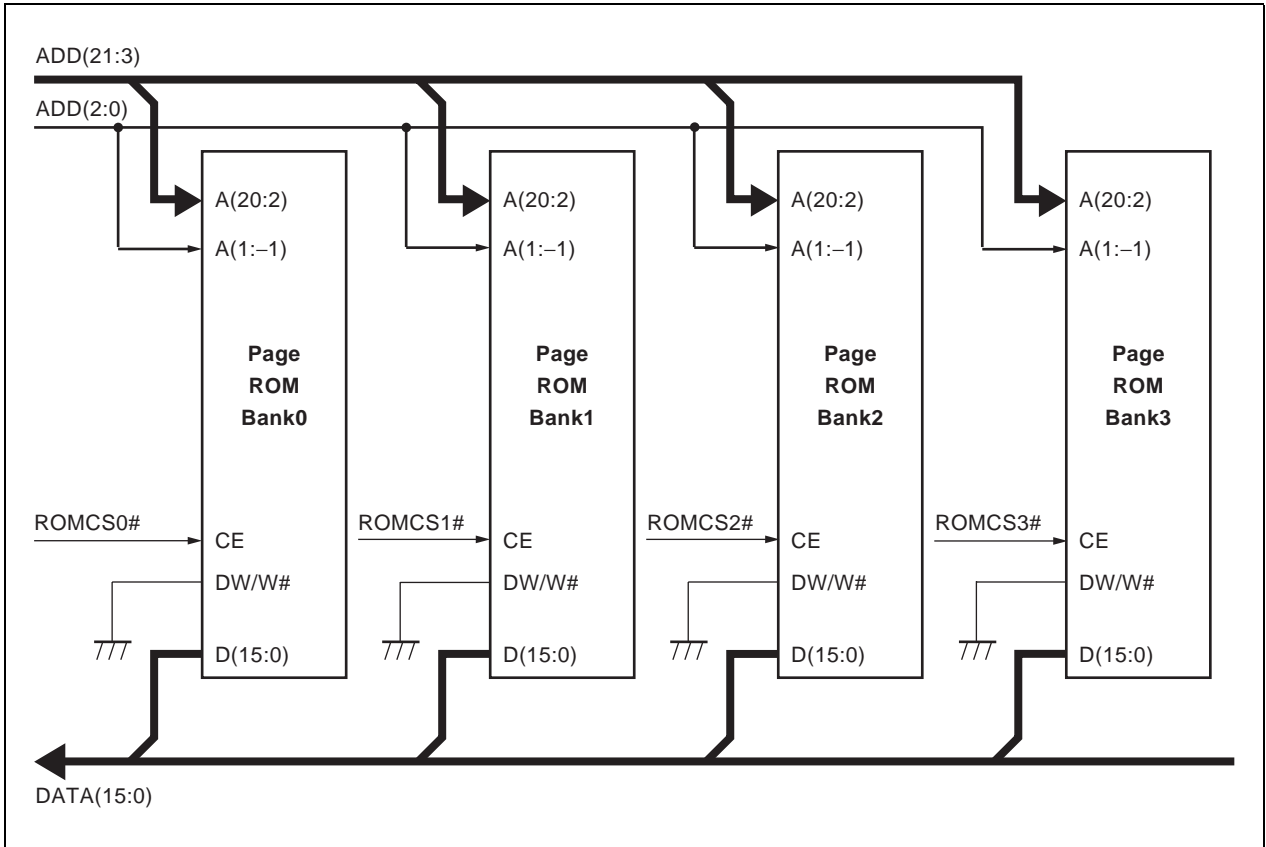 ADD(21:3)
ADD(2:0)
A(20:2)
A(1:−1)
Page
ROM
Bank0
ROMCS0#
CE
DW/W#
D(15:0)
A(20:2)
A(1:−1)
Page
ROM
Bank1
ROMCS1#
CE
DW/W#
D(15:0)
A(20:2)
A(1:−1)
Page
ROM
Bank2
ROMCS2#
CE
DW/W#
D(15:0)
A(20:2)
A(1:−1)
Page
ROM
Bank3
ROMCS3#
CE
DW/W#
D(15:0)
DATA(15:0)